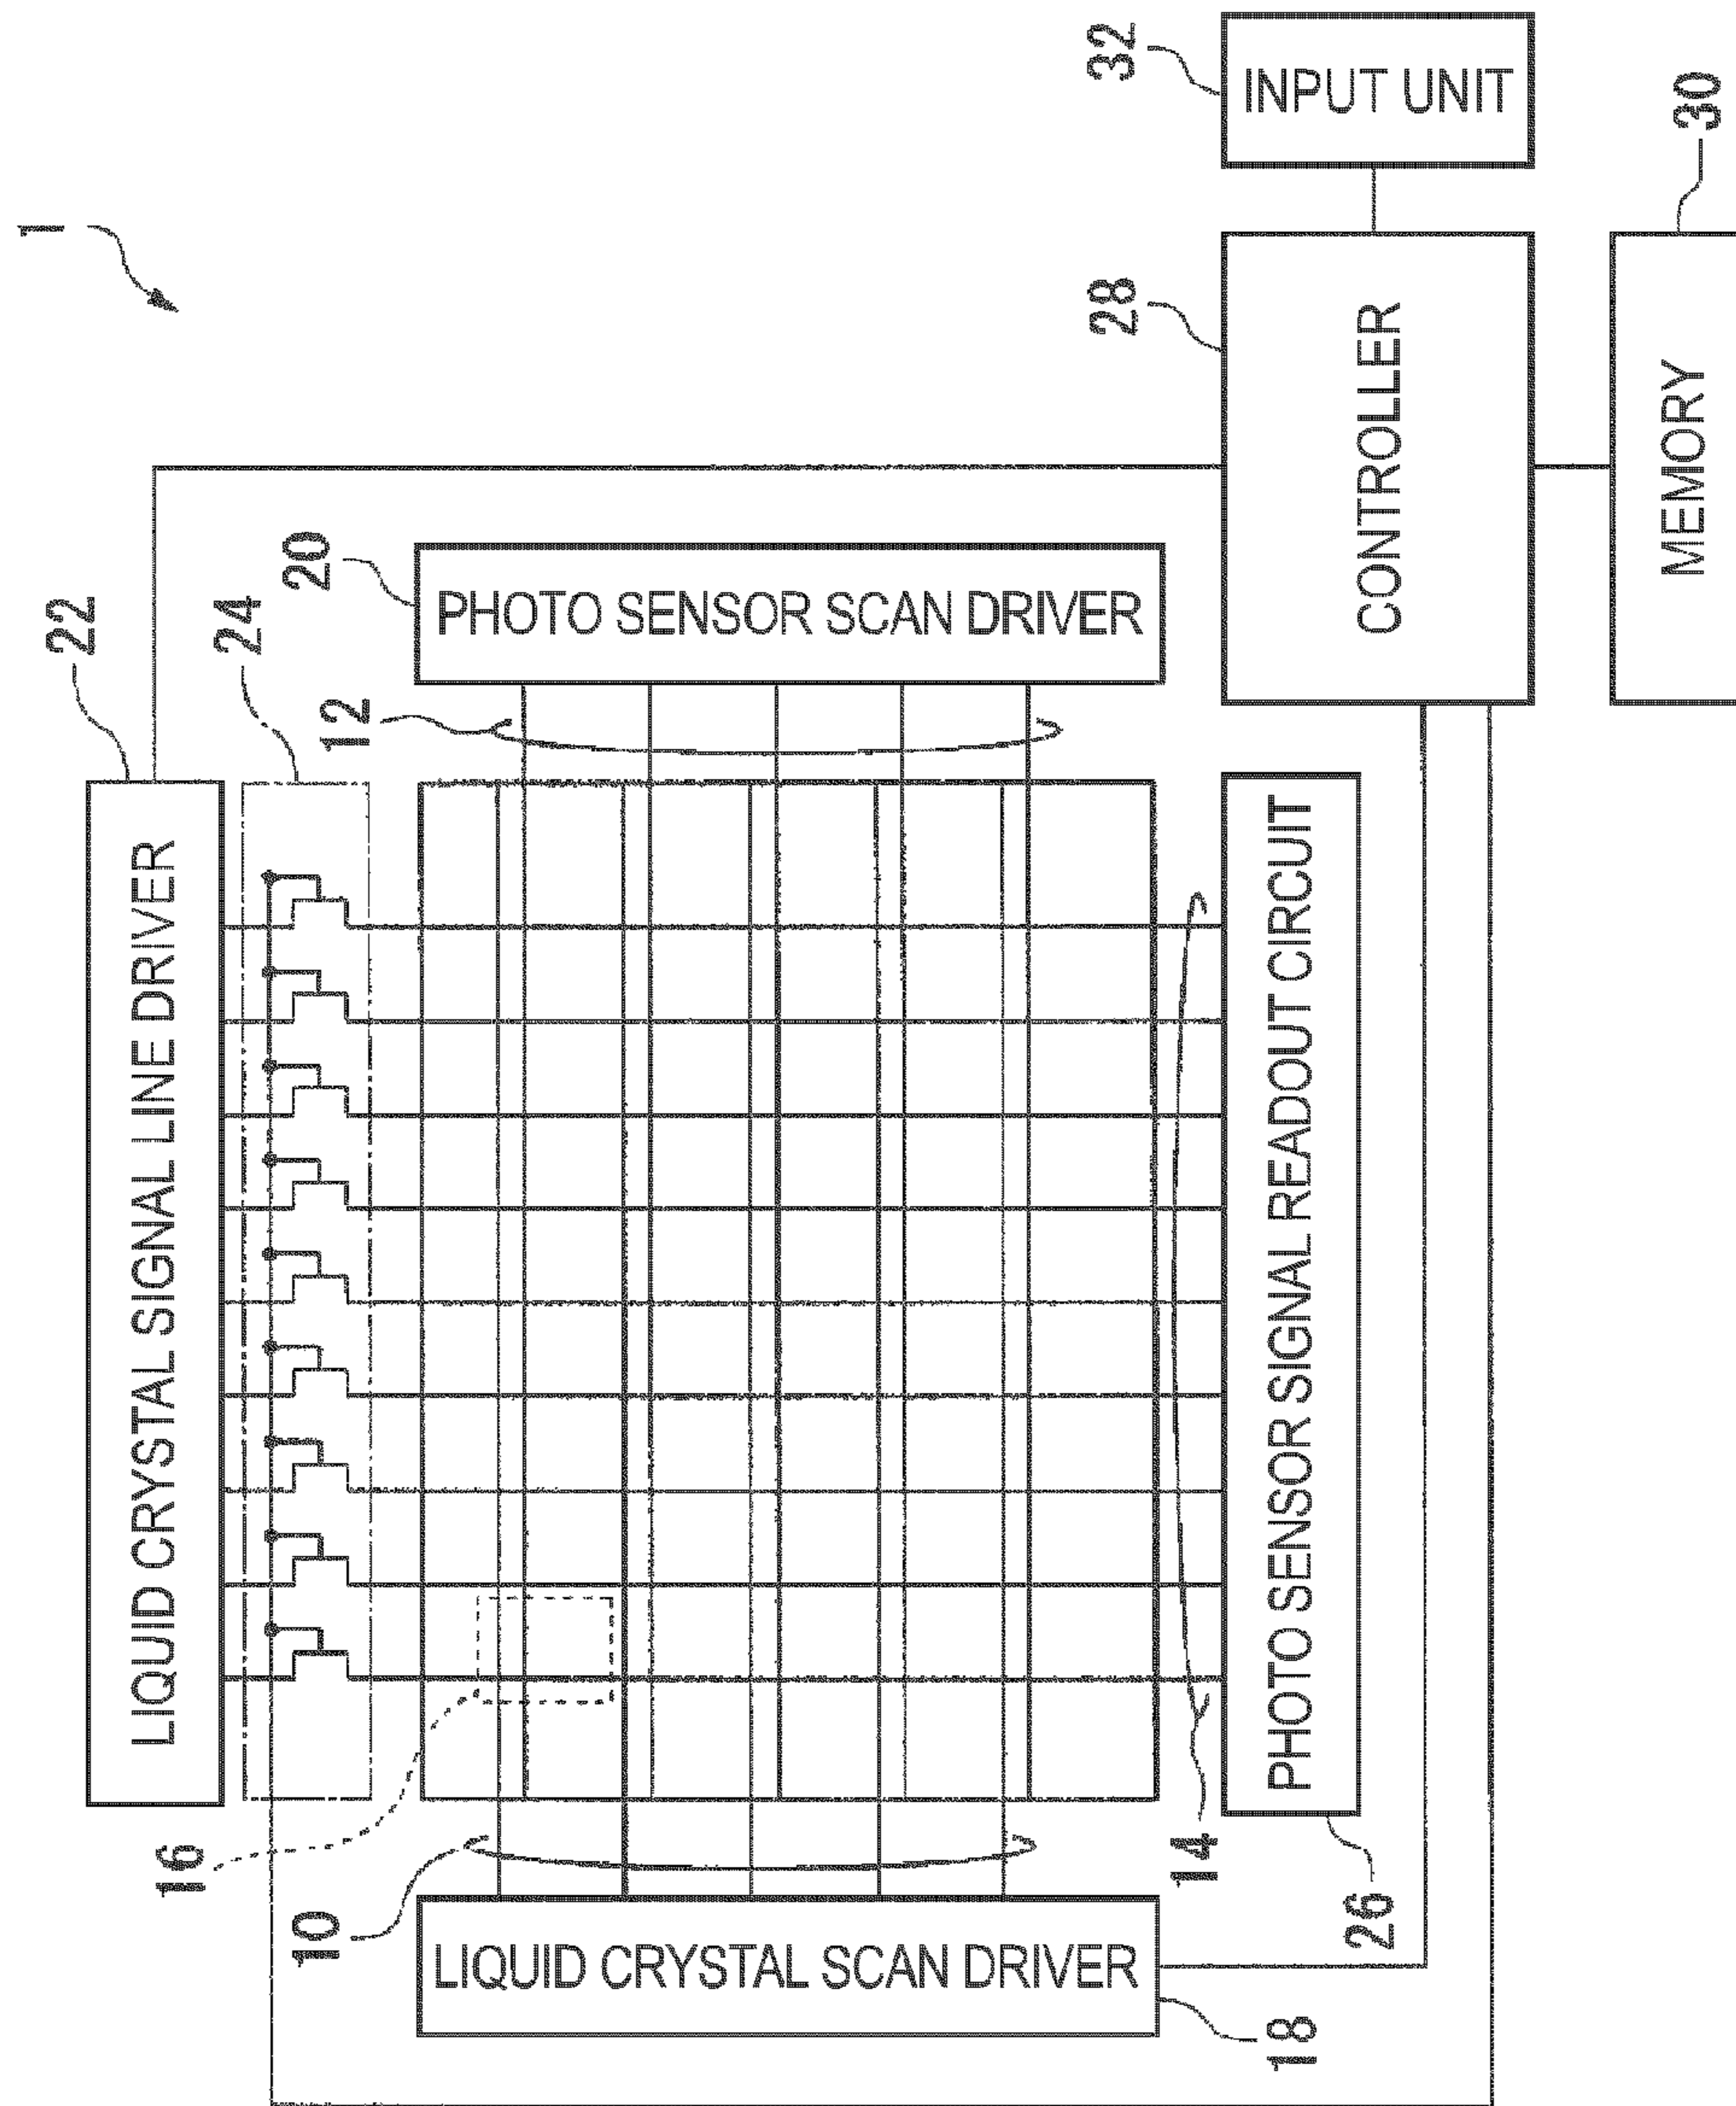 1
22
LIQUID CRYSTAL SIGNAL LINE DRIVER
24
20
PHOTO SENSOR SCAN DRIVER
12
16
10
LIQUID CRYSTAL SCAN DRIVER
18
14
PHOTO SENSOR SIGNAL READOUT CIRCUIT
26
28
CONTROLLER
32
INPUT UNIT
30
MEMORY